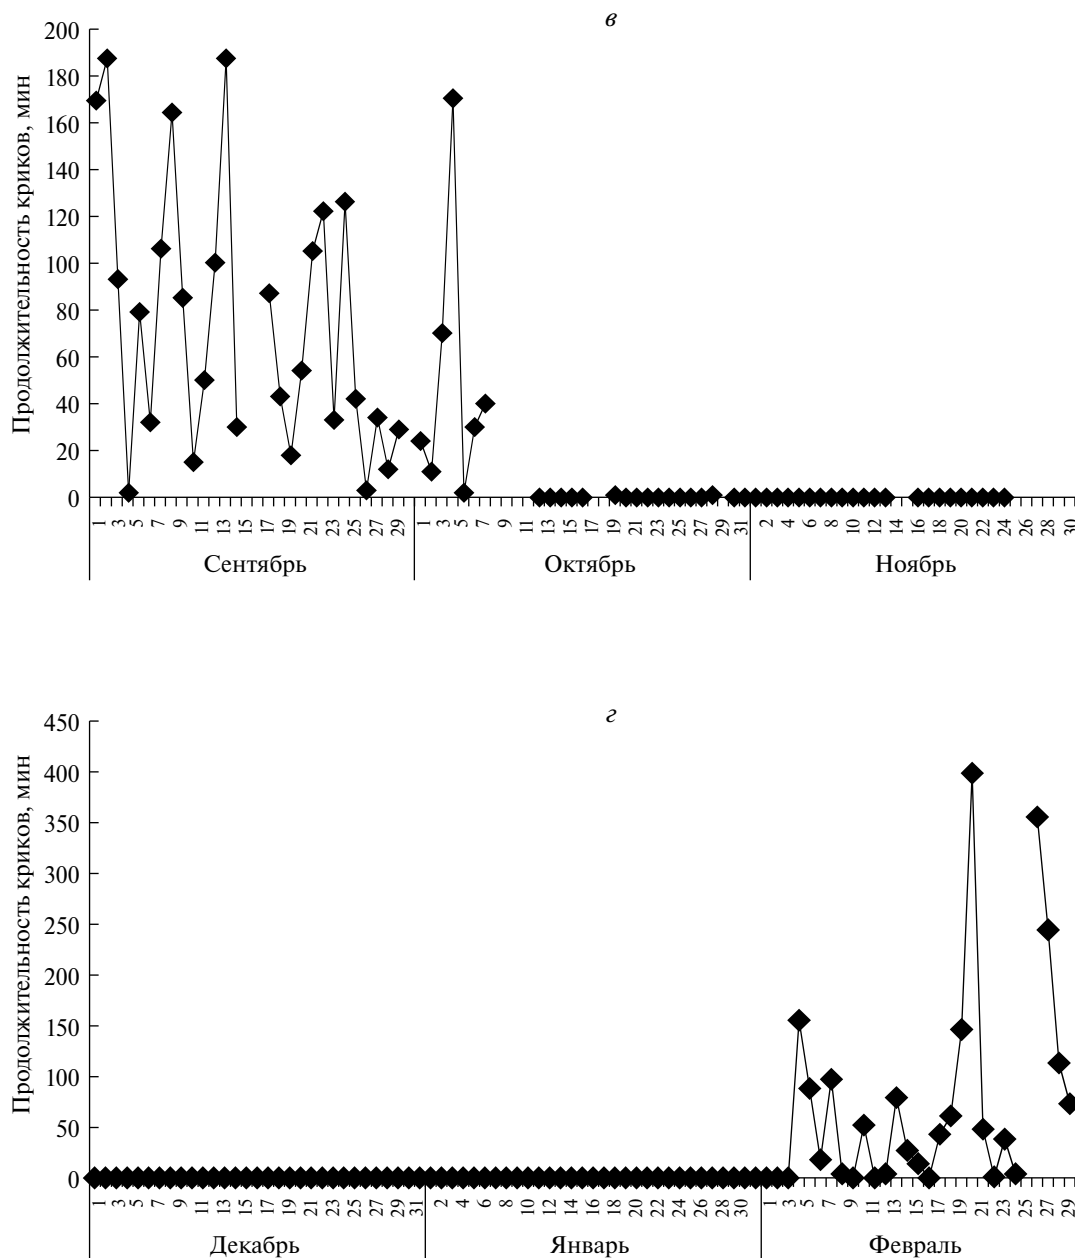 в
Продолжительность криков, мин
200
180
160
140
120
100
80
60
40
20
0
1 3 5 7 9 11 13 15 17 19 21 23 25 27 29 1 3 5 7 9 11 13 15 17 19 21 23 25 27 29 31 2 4 6 8 10 12 14 16 18 20 22 24 26 28 30
Сентябрь Октябрь Ноябрь
г
Продолжительность криков, мин
450
400
350
300
250
200
150
100
50
0
1 3 5 7 9 11 13 15 17 19 21 23 25 27 29 31 2 4 6 8 10 12 14 16 18 20 22 24 26 28 30 1 3 5 7 9 11 13 15 17 19 21 23 25 27 29
Декабрь Январь Февраль